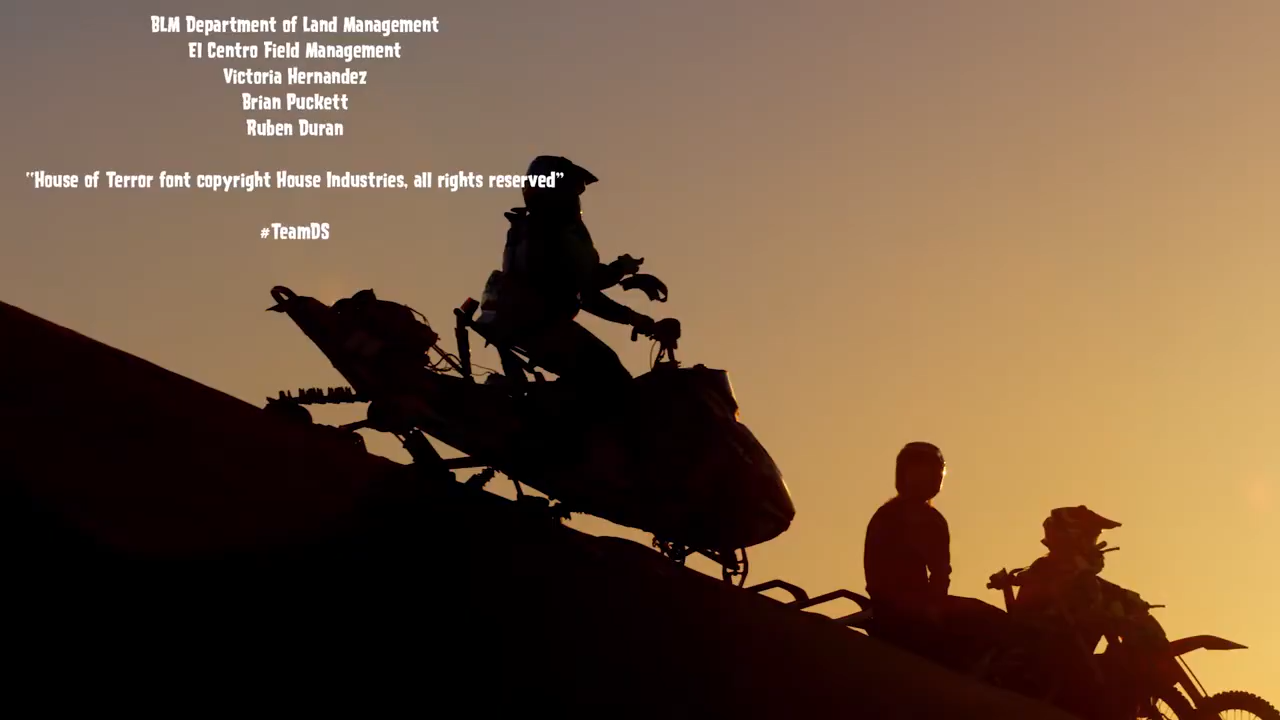 BLM Department of Land Management
El Centro Field Management
Victoria Hernandez
Brian Puckett
Ruben Duran
"House of Terror font copyright House Industries, all rights reserved"
#TeamDS